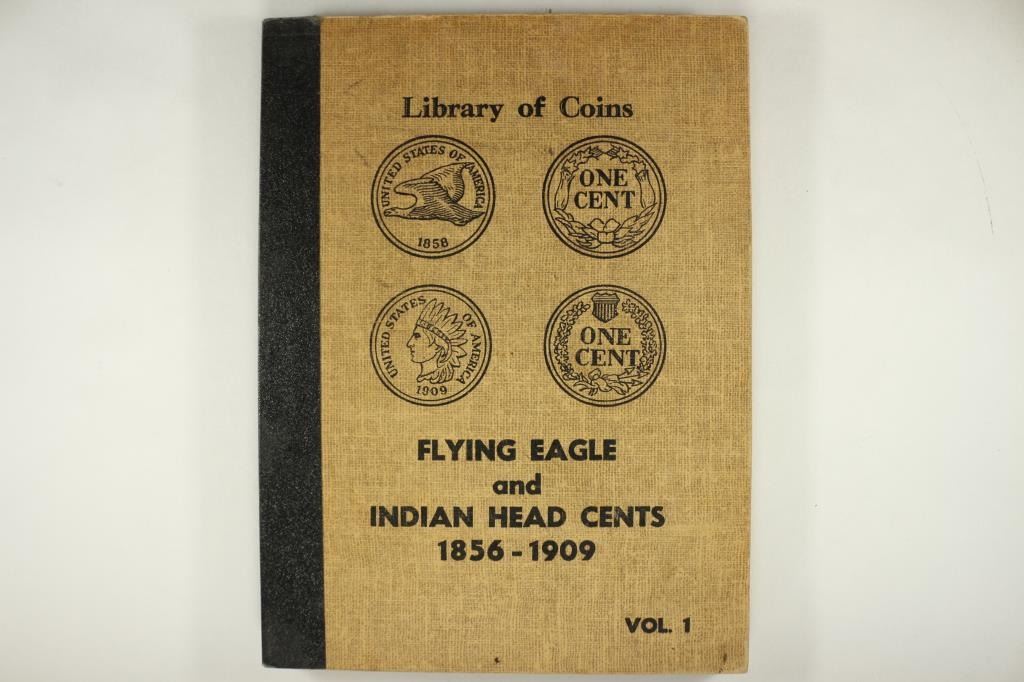 Library of Coins
UNITED STATES OF AMERICA
1858
ONE
CENT
UNITED STATES OF AMERICA
1909
ONE
CENT
FLYING EAGLE
and
INDIAN HEAD CENTS
1856-1909
VOL. 1